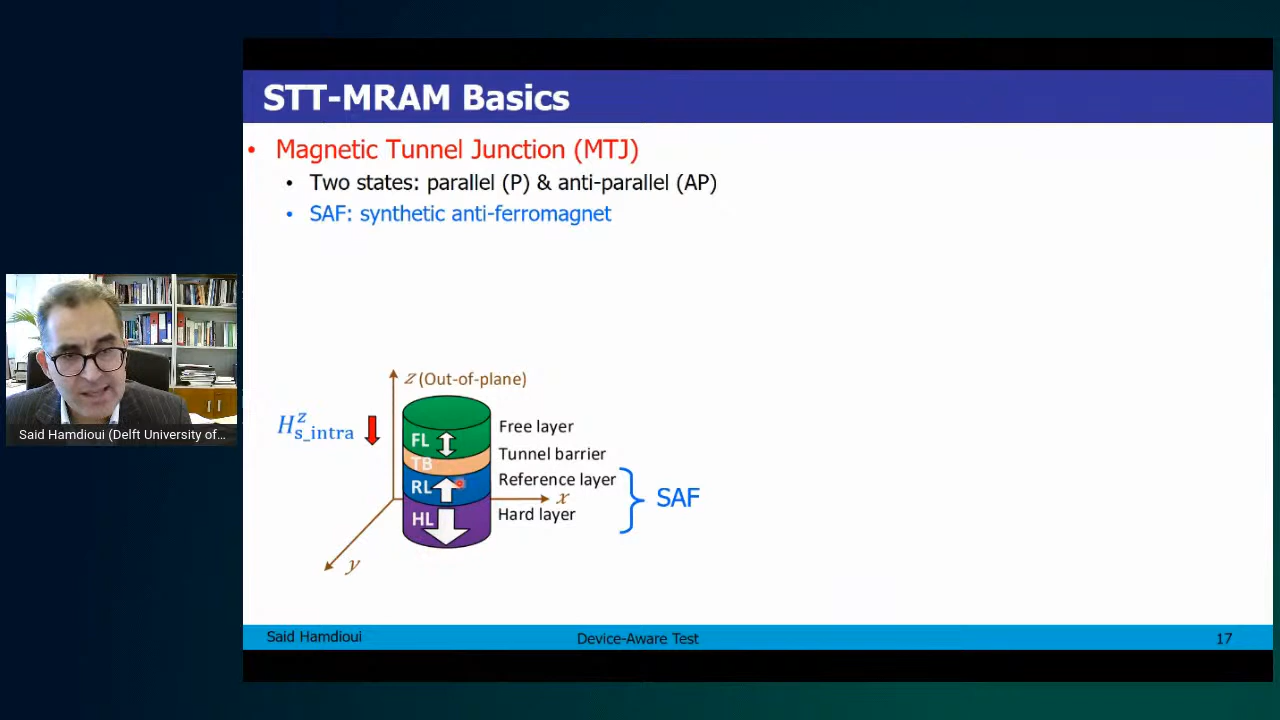 STT-MRAM Basics
• Magnetic Tunnel Junction (MTJ)
• Two states: parallel (P) & anti-parallel (AP)
• SAF: synthetic anti-ferromagnet
z (Out-of-plane)
H^z_s_intra
FL
Free layer
TB
Tunnel barrier
RL
Reference layer
x
SAF
HL
Hard layer
y
Said Hamdioui (Delft University of...
Said Hamdioui
Device-Aware Test
17